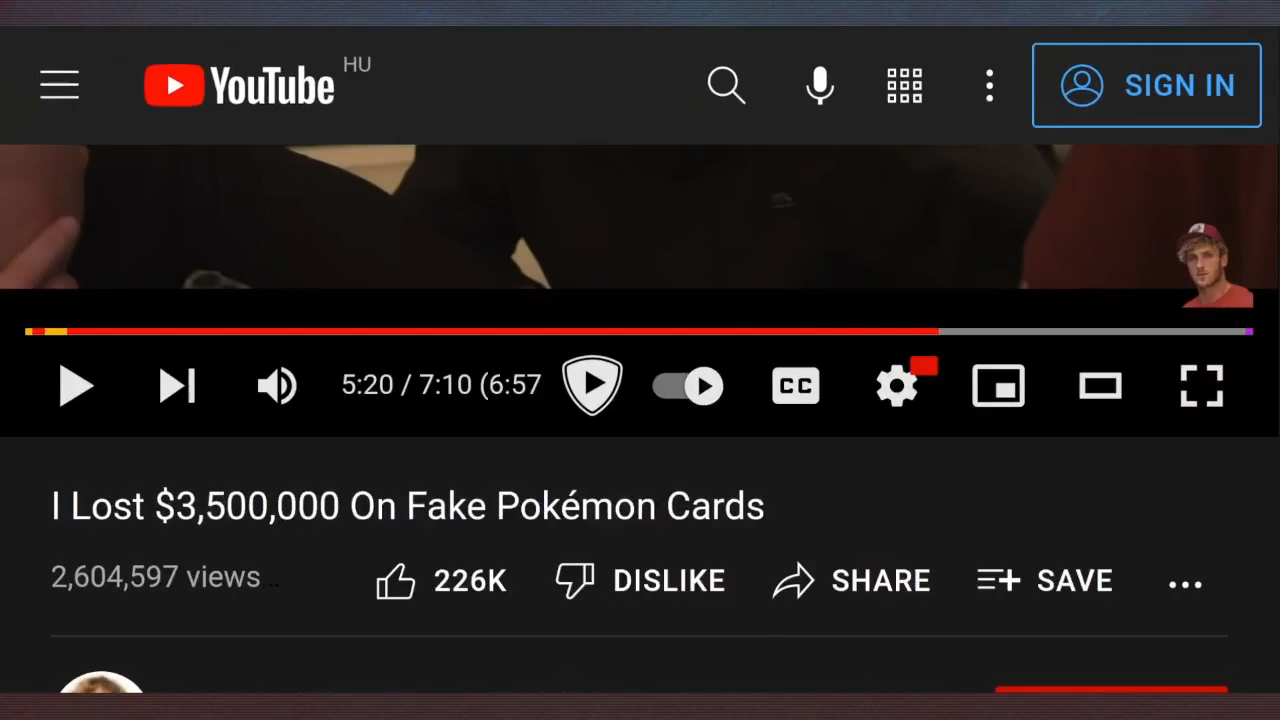 YouTube HU
SIGN IN
5:20 / 7:10 (6:57
CC
I Lost $3,500,000 On Fake Pokémon Cards
2,604,597 views
226K
DISLIKE
SHARE
SAVE